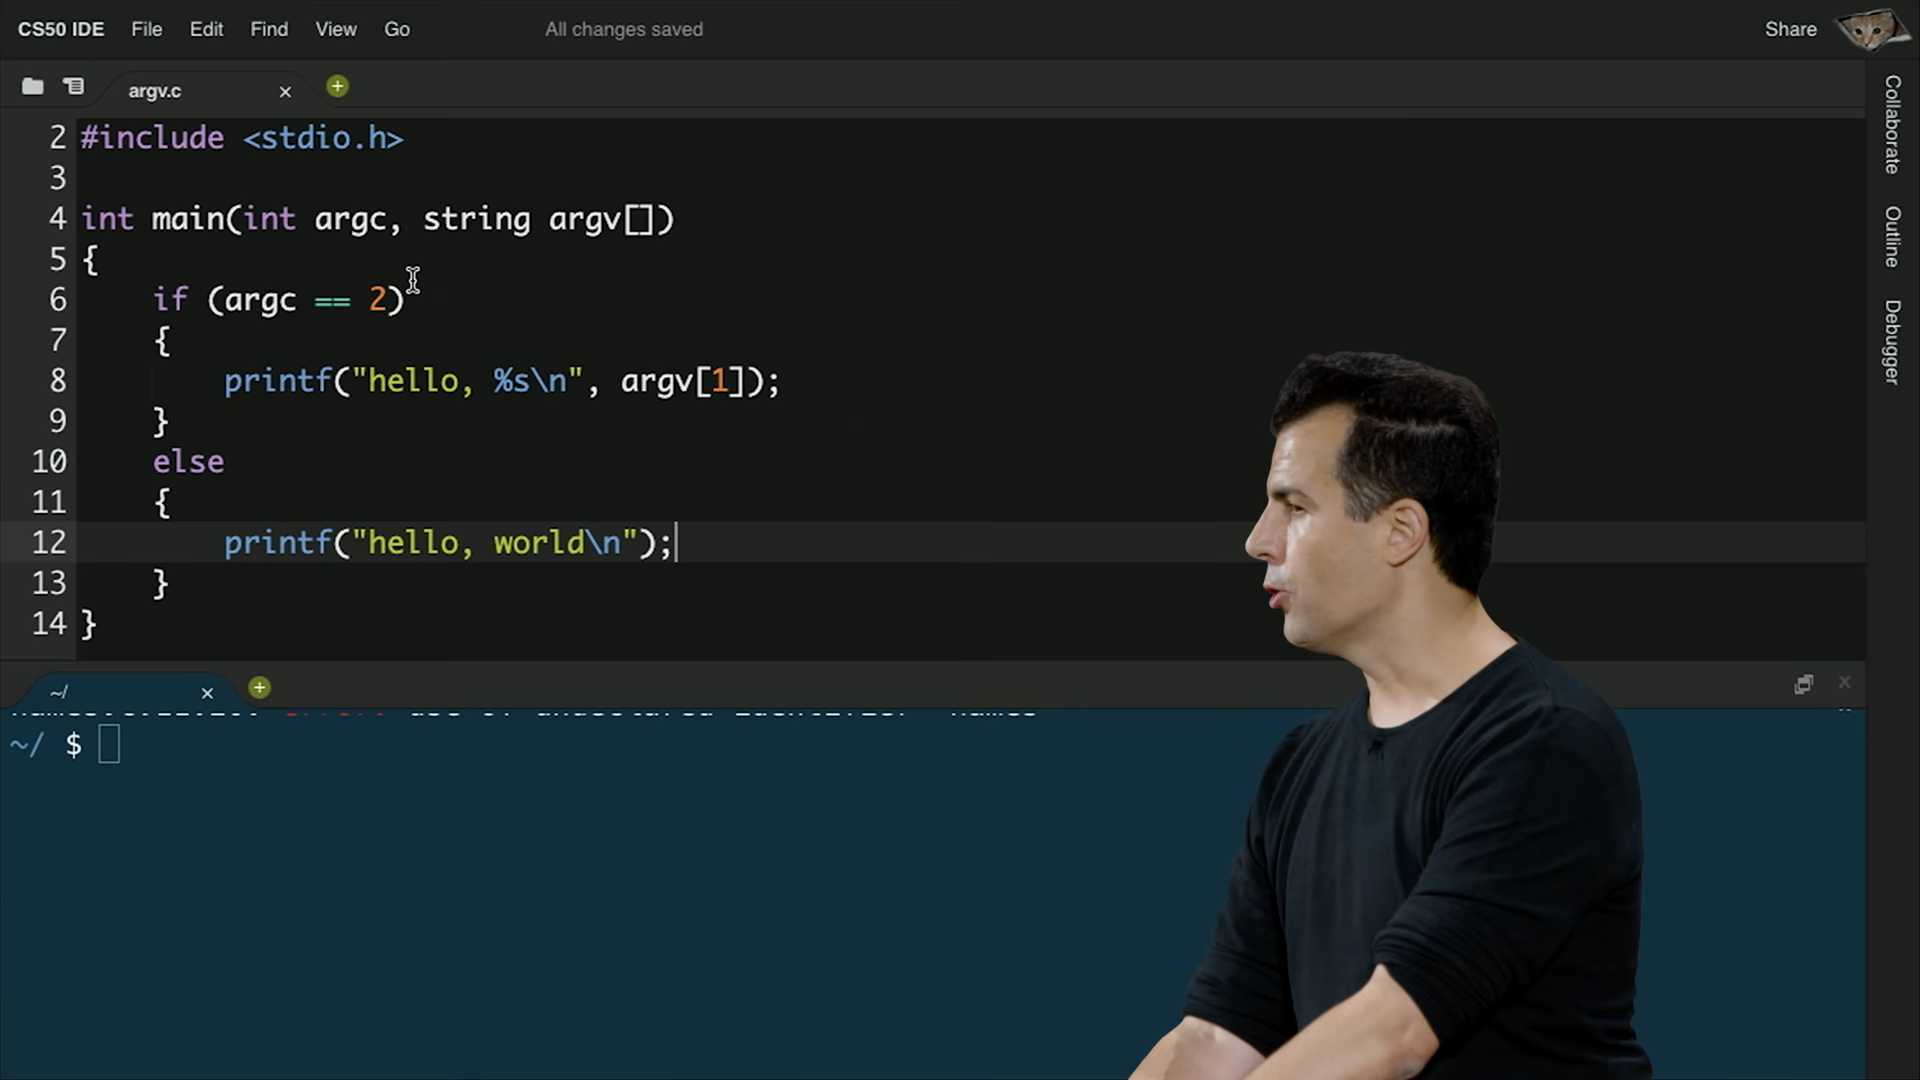 CS50 IDE File Edit Find View Go All changes saved Share
argv.c
2 #include <stdio.h>
3
4 int main(int argc, string argv[])
5 {
6 if (argc == 2)
7 {
8 printf("hello, %s\n", argv[1]);
9 }
10 else
11 {
12 printf("hello, world\n");
13 }
14 }
Collaborate
Outline
Debugger
~/
~/ $